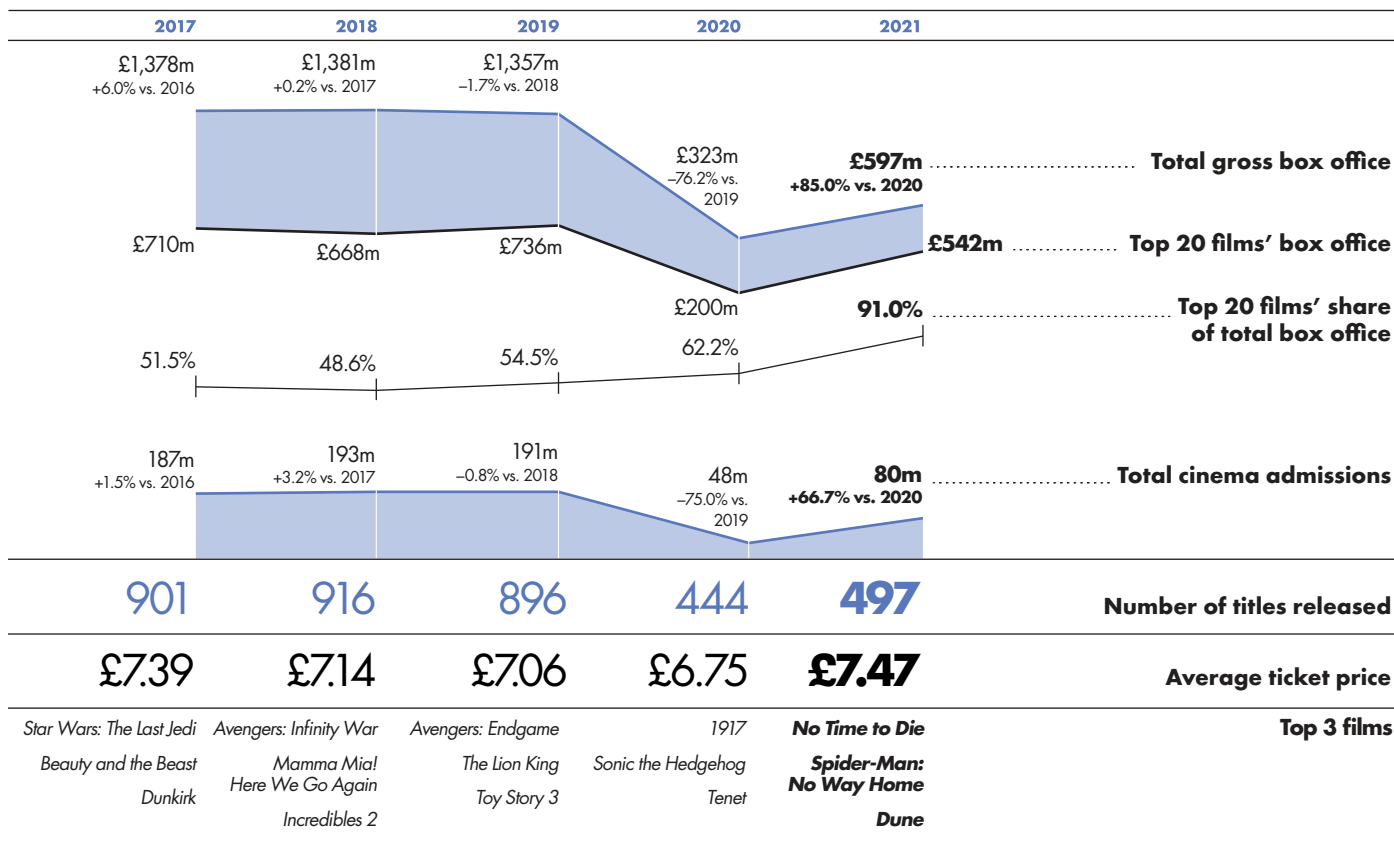 2017 2018 2019 2020 2021
£1,378m £1,381m £1,357m
+6.0% vs. 2016 +0.2% vs. 2017 –1.7% vs. 2018
£323m
–76.2% vs.
2019
£597m
+85.0% vs. 2020
Total gross box office
£710m £668m £736m
£200m
£542m
Top 20 films’ box office
51.5% 48.6% 54.5% 62.2% 91.0%
Top 20 films’ share
of total box office
187m 193m 191m
+1.5% vs. 2016 +3.2% vs. 2017 –0.8% vs. 2018
48m
–75.0% vs.
2019
80m
+66.7% vs. 2020
Total cinema admissions
901 916 896 444 497 Number of titles released
£7.39 £7.14 £7.06 £6.75 £7.47 Average ticket price
Star Wars: The Last Jedi Avengers: Infinity War Avengers: Endgame 1917 No Time to Die Top 3 films
Beauty and the Beast Mamma Mia! The Lion King Sonic the Hedgehog Spider-Man:
Here We Go Again No Way Home
Dunkirk Toy Story 3 Tenet
Incredibles 2 Dune